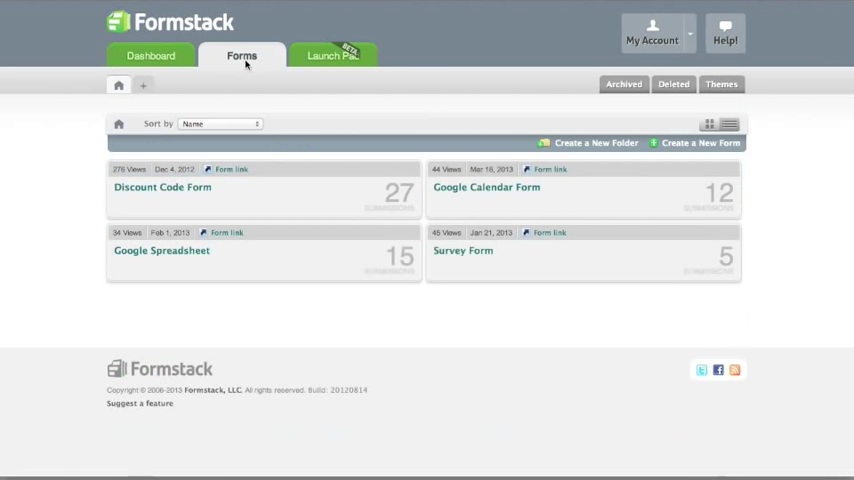 Formstack
My Account
Help!
Dashboard
Forms
Launch Pad
BETA
+
Archived
Deleted
Themes
Sort by
Name
Create a New Folder
Create a New Form
276 Views Dec 4, 2012 Form link
Discount Code Form
27
SUBMISSIONS
44 Views Mar 18, 2013 Form link
Google Calendar Form
12
SUBMISSIONS
34 Views Feb 1, 2013 Form link
Google Spreadsheet
15
SUBMISSIONS
45 Views Jan 21, 2013 Form link
Survey Form
5
SUBMISSIONS
Formstack
Copyright © 2006-2013 Formstack, LLC. All rights reserved. Build: 20120814
Suggest a feature